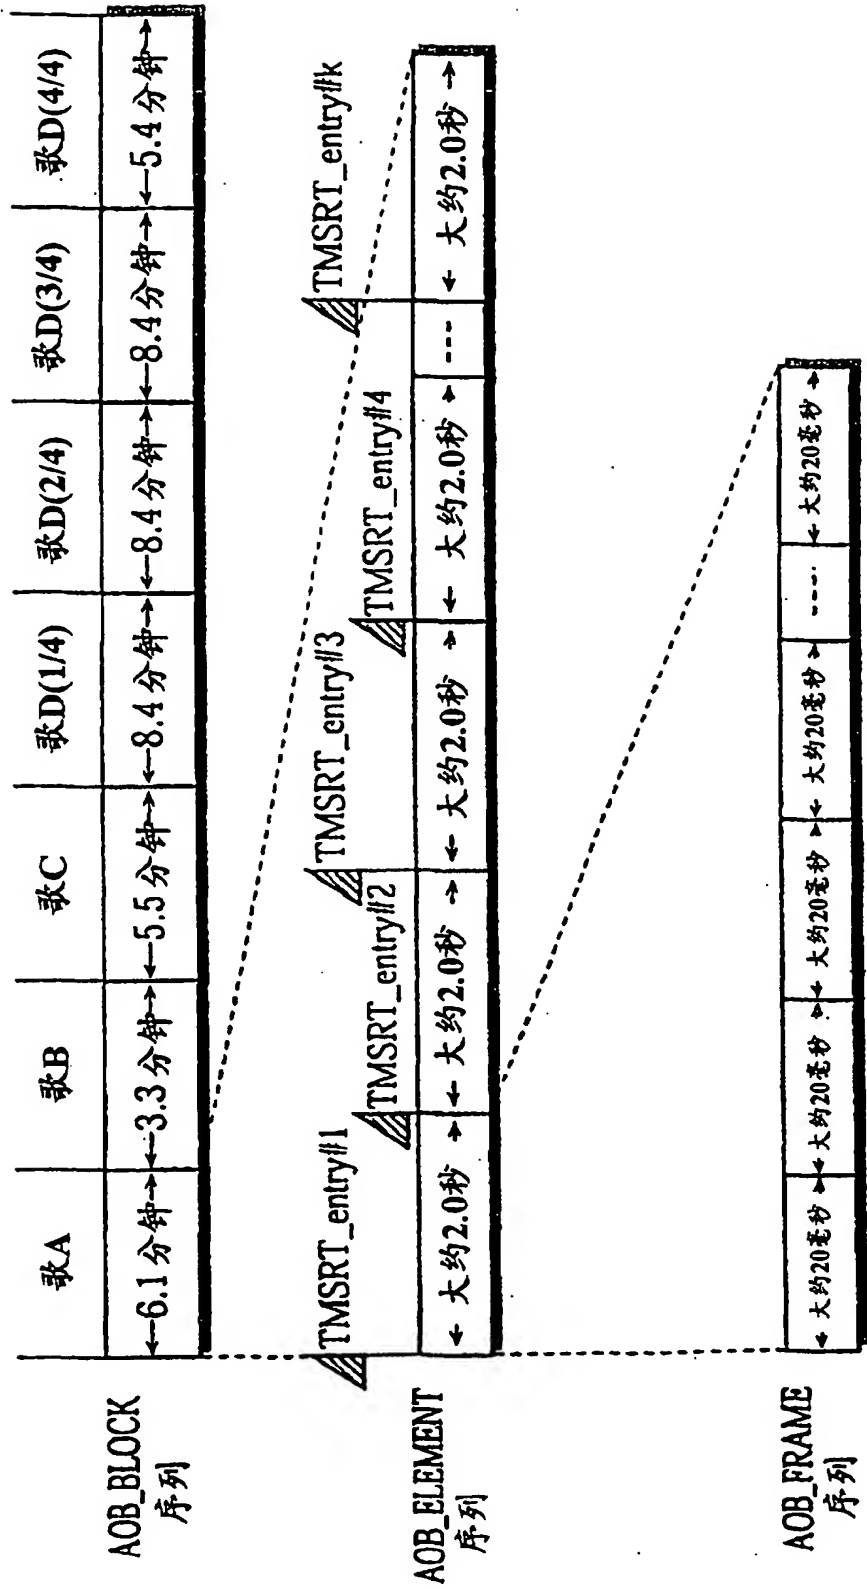 歌A
歌B
歌C
歌D(1/4)
歌D(2/4)
歌D(3/4)
歌D(4/4)
AOB_BLOCK
序列
6.1分钟
3.3分钟
5.5分钟
8.4分钟
8.4分钟
8.4分钟
5.4分钟
TMSRT_entry#1
TMSRT_entry#2
TMSRT_entry#3
TMSRT_entry#4
TMSRT_entry#k
AOB_ELEMENT
序列
大约2.0秒
大约2.0秒
大约2.0秒
大约2.0秒
----
大约2.0秒
AOB_FRAME
序列
大约20毫秒
大约20毫秒
大约20毫秒
大约20毫秒
----
大约20毫秒